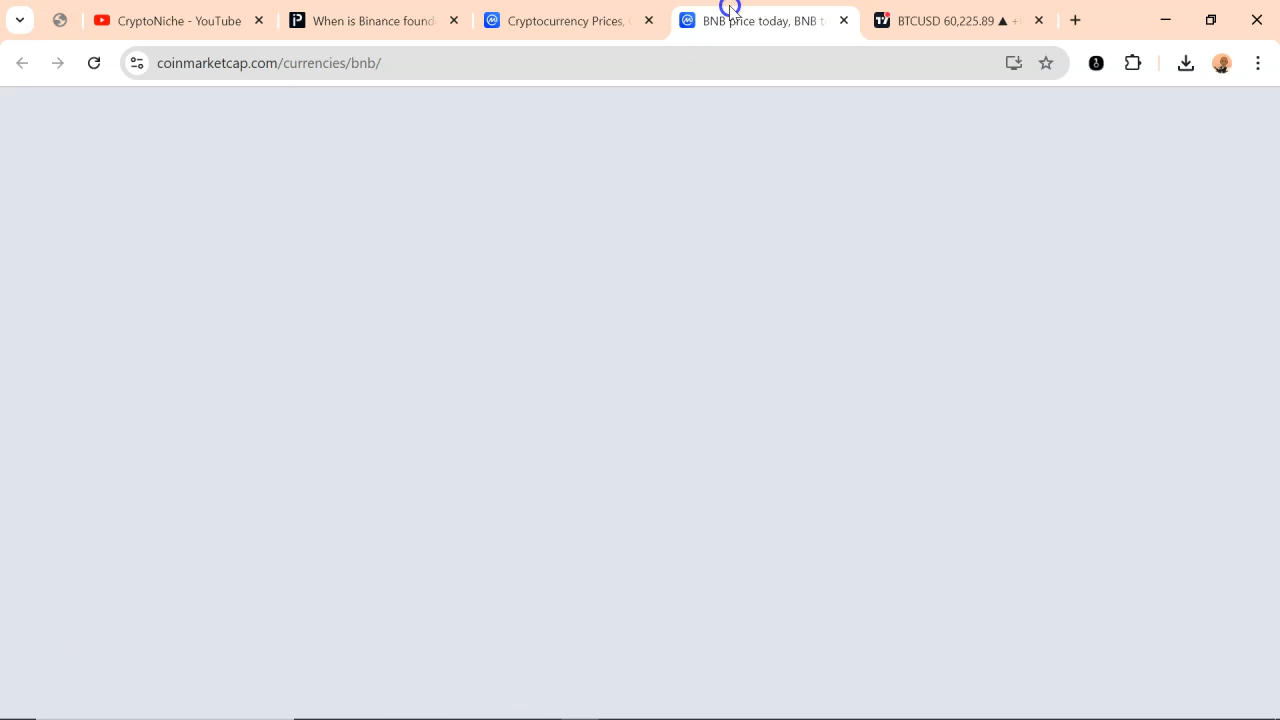 CryptoNiche - YouTube
When is Binance found
Cryptocurrency Prices,
BNB price today, BNB t
BTCUSD 60,225.89 ▲ +
coinmarketcap.com/currencies/bnb/